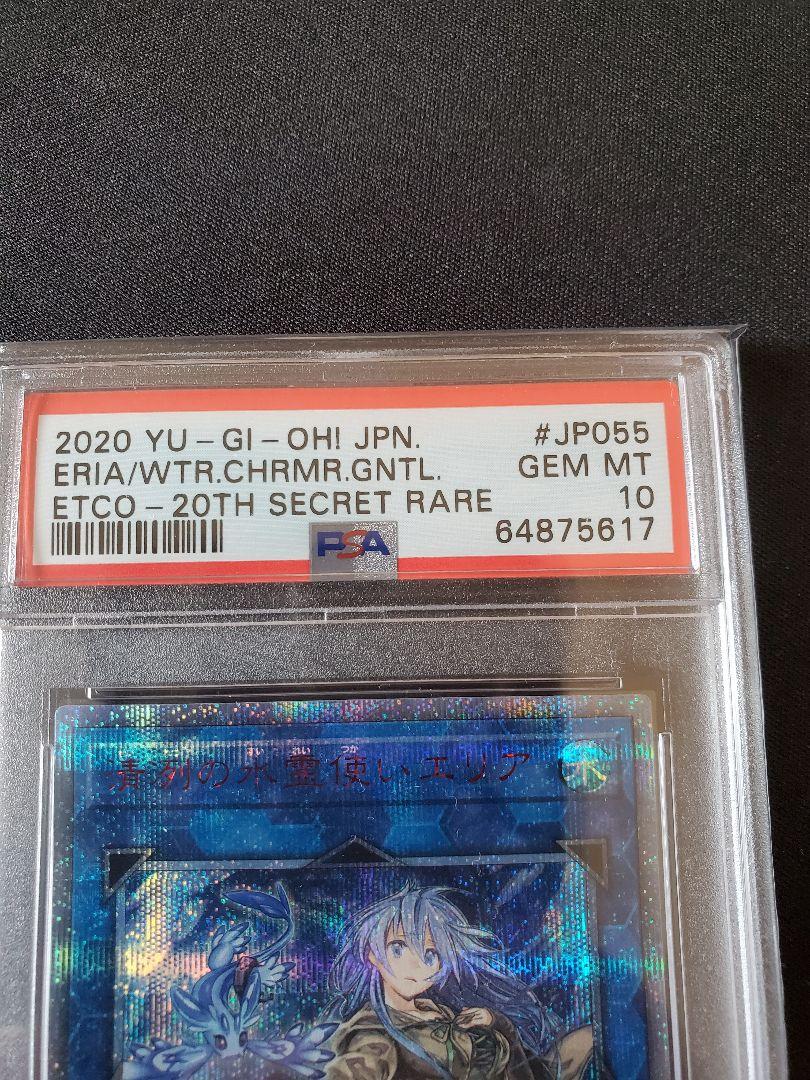 2020 YU-GI-OH! JPN. #JP055
ERIA/WTR.CHRMR.GNTL. GEM MT
ETCO-20TH SECRET RARE 10
64875617
PSA
清冽の水霊使いエリア 水